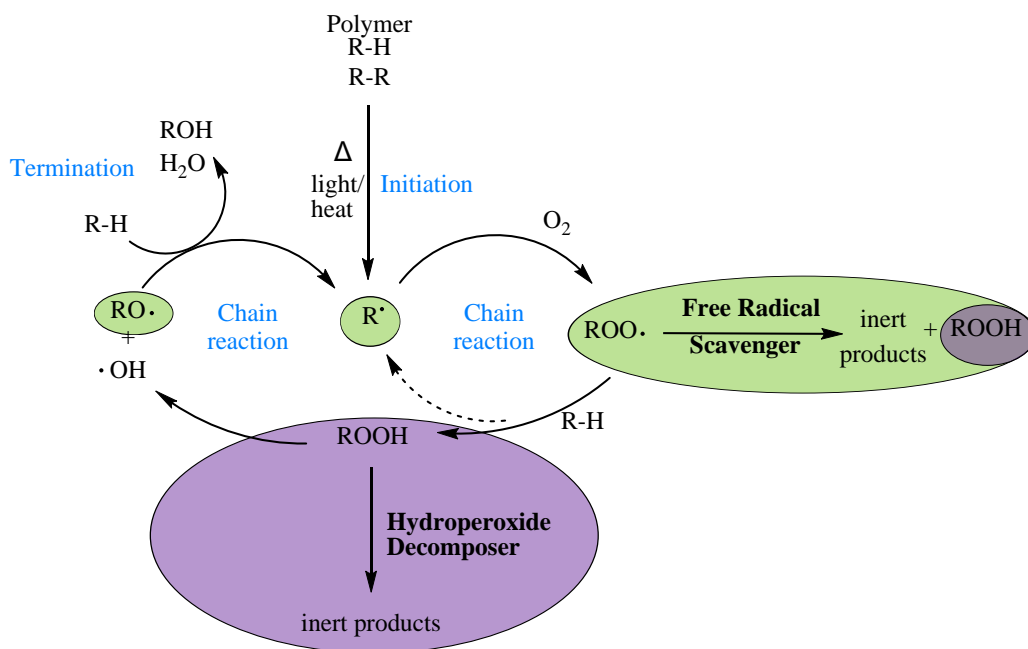 Polymer
R-H
R-R
ROH
H₂O
Termination
R-H
Δ
light/
heat
Initiation
O₂
RO·
+
·OH
Chain
reaction
R·
Chain
reaction
ROO·
Free Radical
Scavenger
inert
products
+
ROOH
R-H
ROOH
Hydroperoxide
Decomposer
inert products